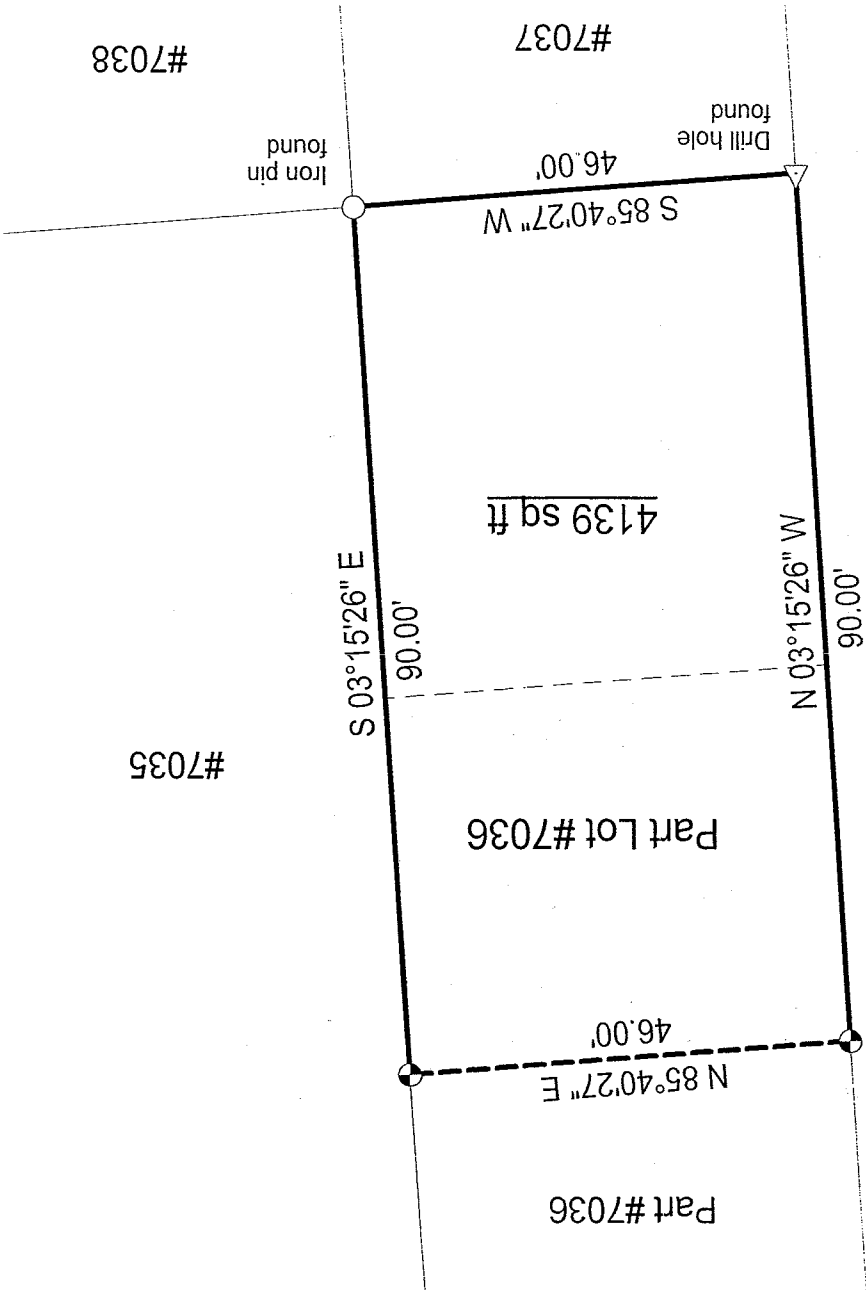 Part #7036
N 85°40'27" E
46.00'
Part Lot #7036
#7035
N 03°15'26" W
90.00'
S 03°15'26" E
90.00'
4139 sq ft
S 85°40'27" W
46.00'
Drill hole
found
Iron pin
found
#7037
#7038